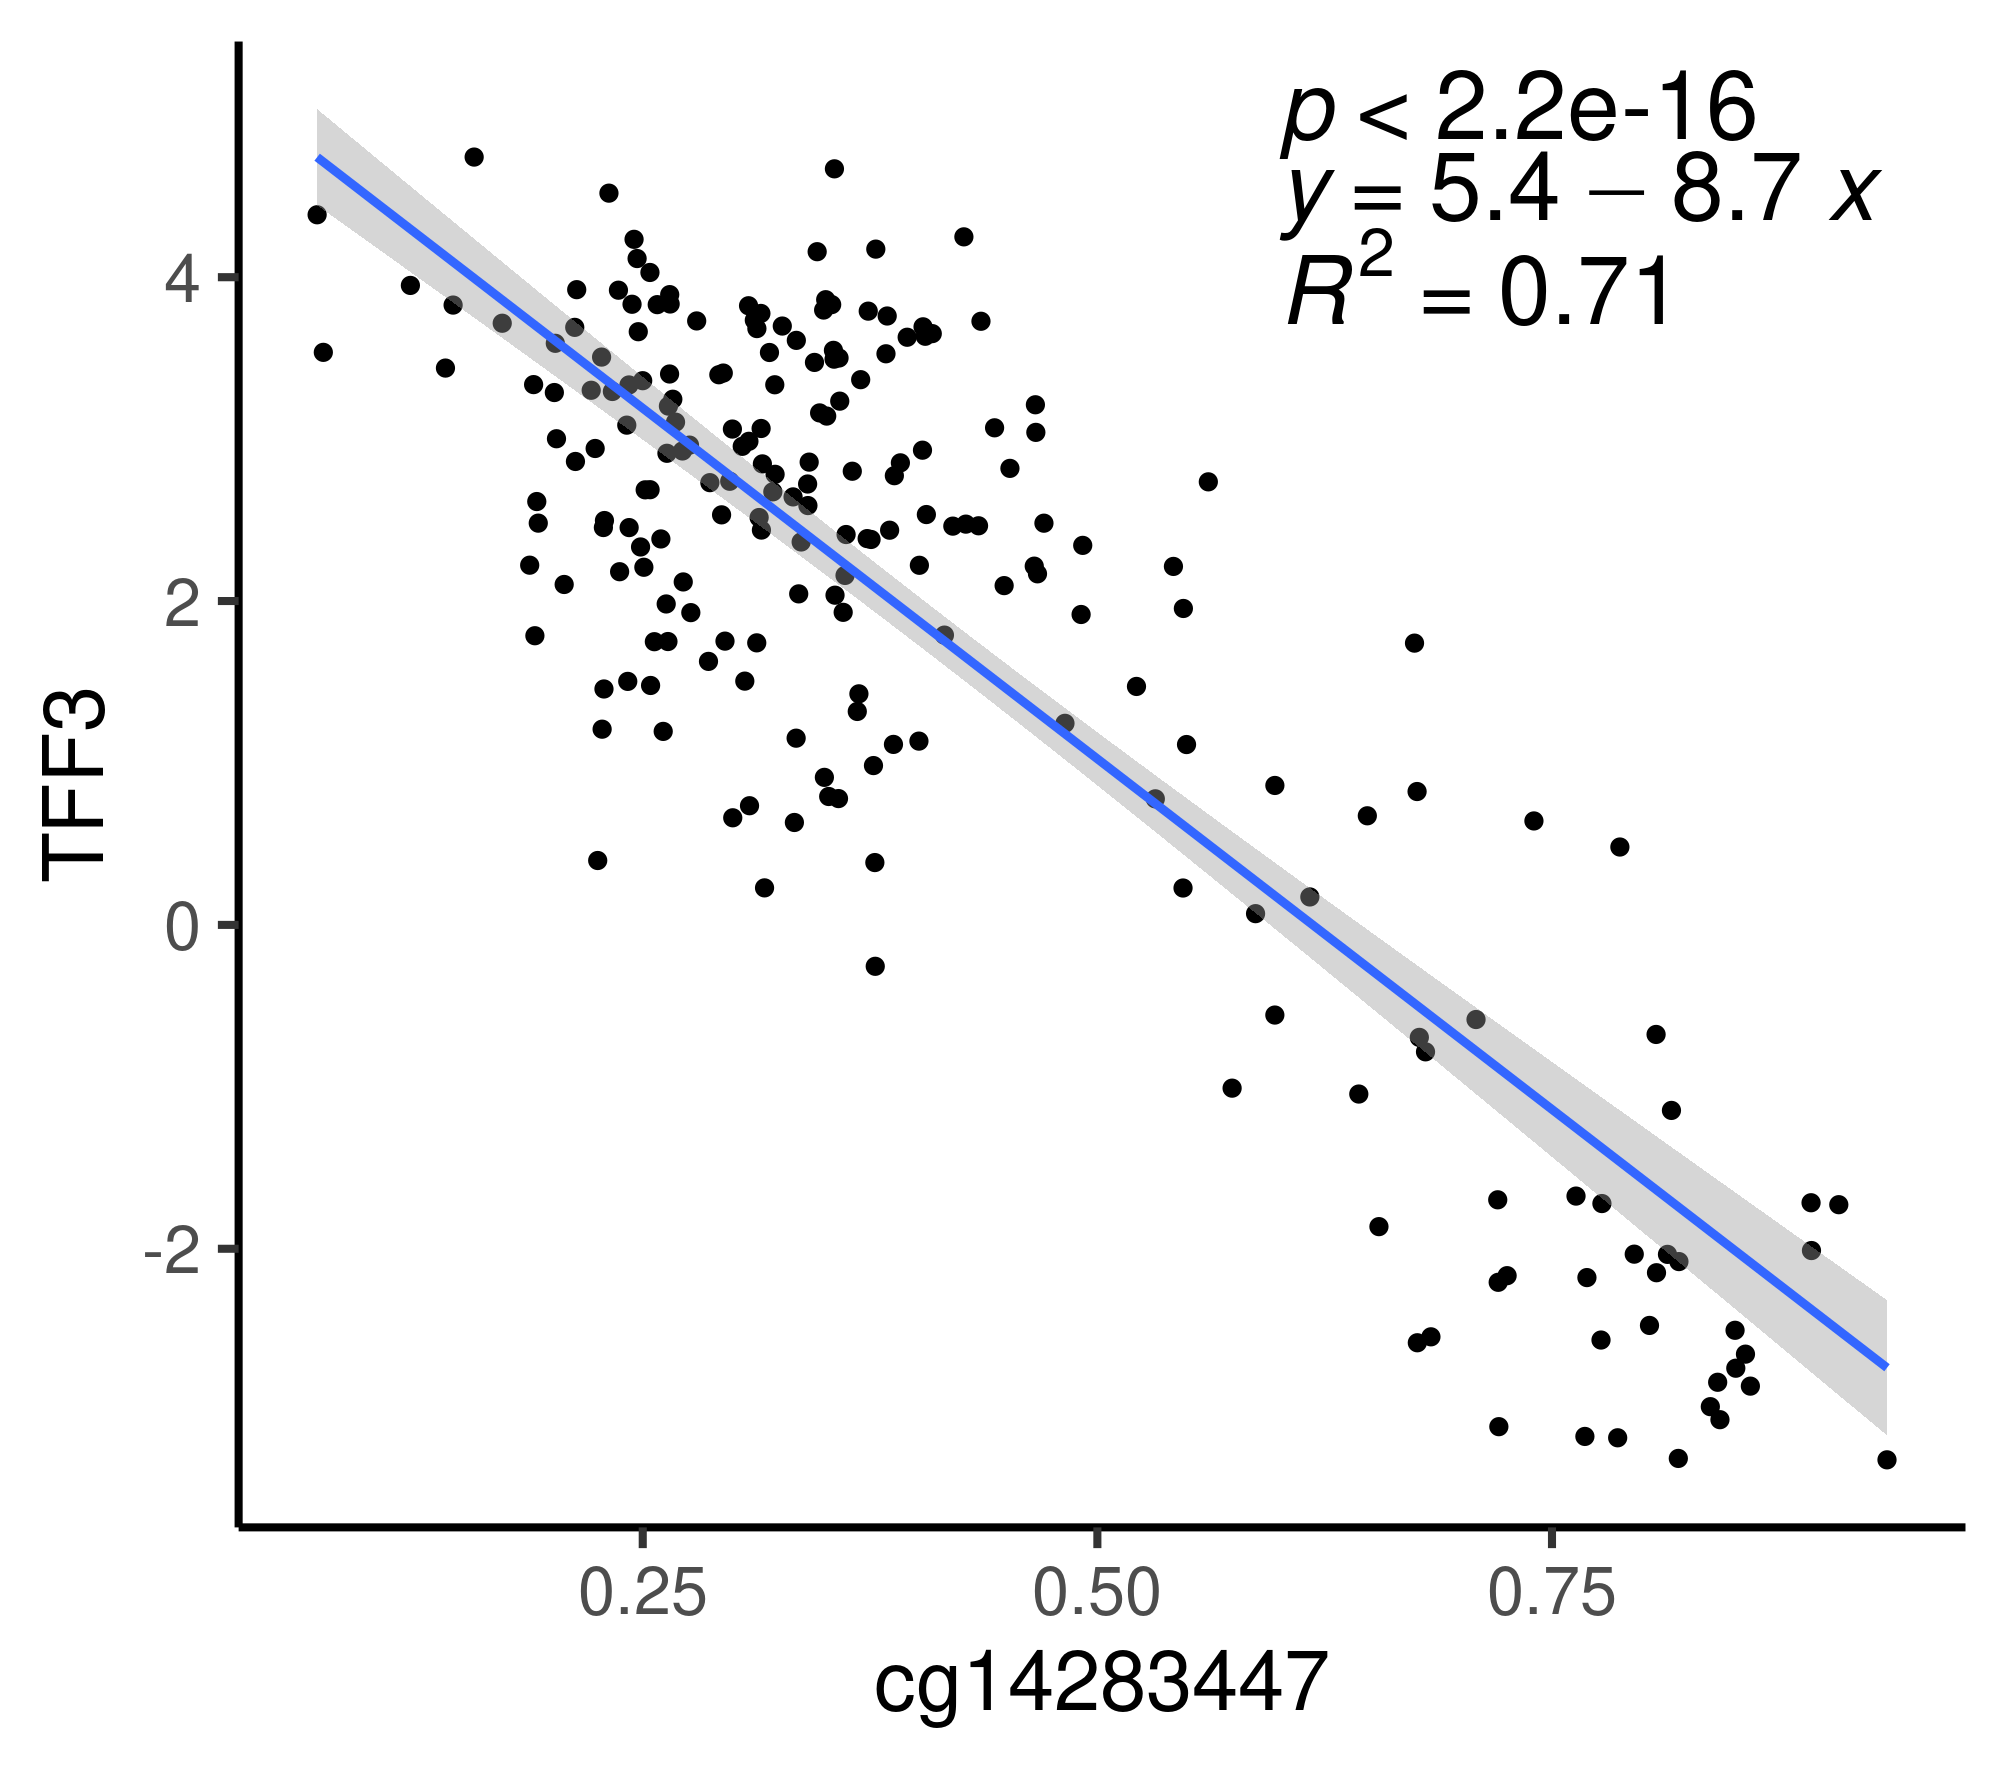 p < 2.2e-16
y = 5.4 − 8.7 x
R² = 0.71
TFF3
4
2
0
-2
0.25 0.50 0.75
cg14283447